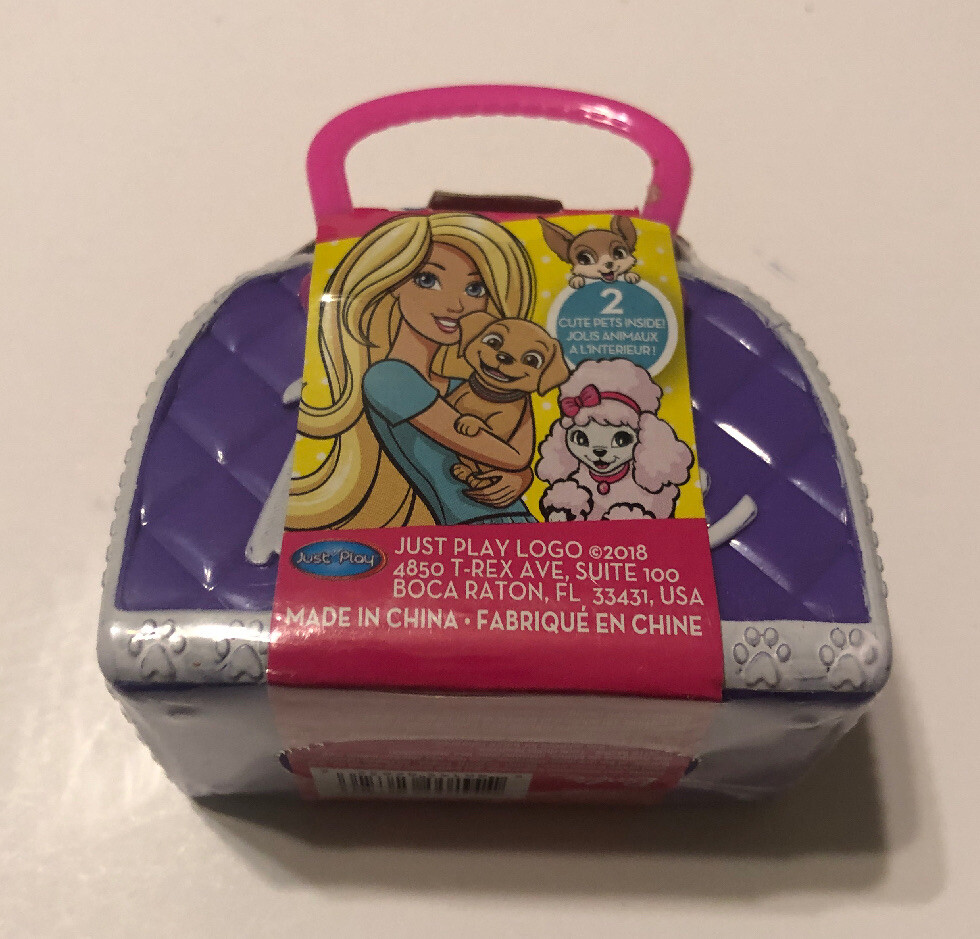 2
CUTE PETS INSIDE!
JOLIS ANIMAUX
À L'INTÉRIEUR!
Just Play
JUST PLAY LOGO ©2018
4850 T-REX AVE, SUITE 100
BOCA RATON, FL 33431, USA
•MADE IN CHINA • FABRIQUÉ EN CHINE